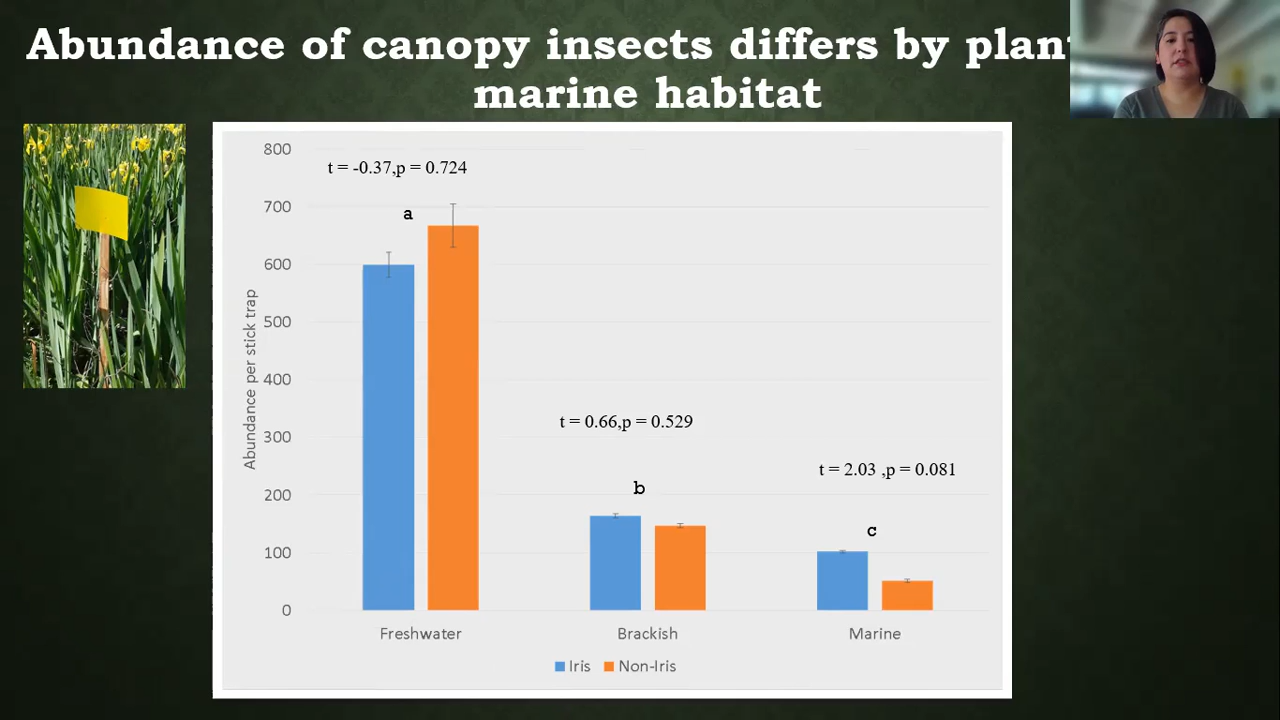 Abundance of canopy insects differs by plant
marine habitat
800
700
600
500
400
300
200
100
0
Abundance per stick trap
t = -0.37,p = 0.724
a
t = 0.66,p = 0.529
b
t = 2.03 ,p = 0.081
c
Freshwater
Brackish
Marine
Iris
Non-Iris